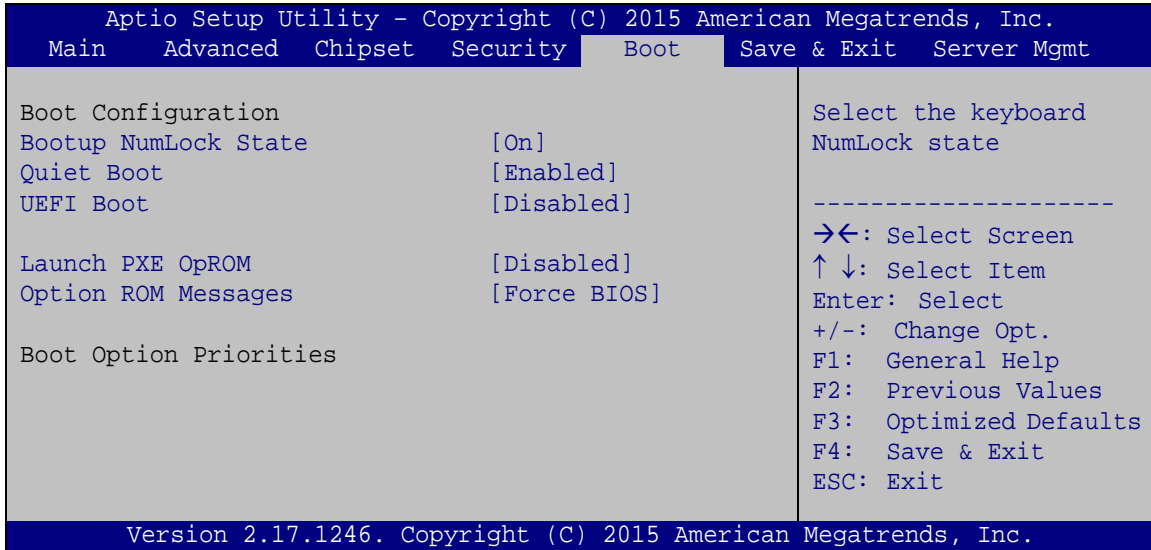 Aptio Setup Utility – Copyright (C) 2015 American Megatrends, Inc.
Main Advanced Chipset Security Boot Save & Exit Server Mgmt
Boot Configuration
Bootup NumLock State [On]
Quiet Boot [Enabled]
UEFI Boot [Disabled]
Launch PXE OpROM [Disabled]
Option ROM Messages [Force BIOS]
Boot Option Priorities
Select the keyboard
NumLock state
---------------------
→←: Select Screen
↑ ↓: Select Item
Enter: Select
+/-: Change Opt.
F1: General Help
F2: Previous Values
F3: Optimized Defaults
F4: Save & Exit
ESC: Exit
Version 2.17.1246. Copyright (C) 2015 American Megatrends, Inc.